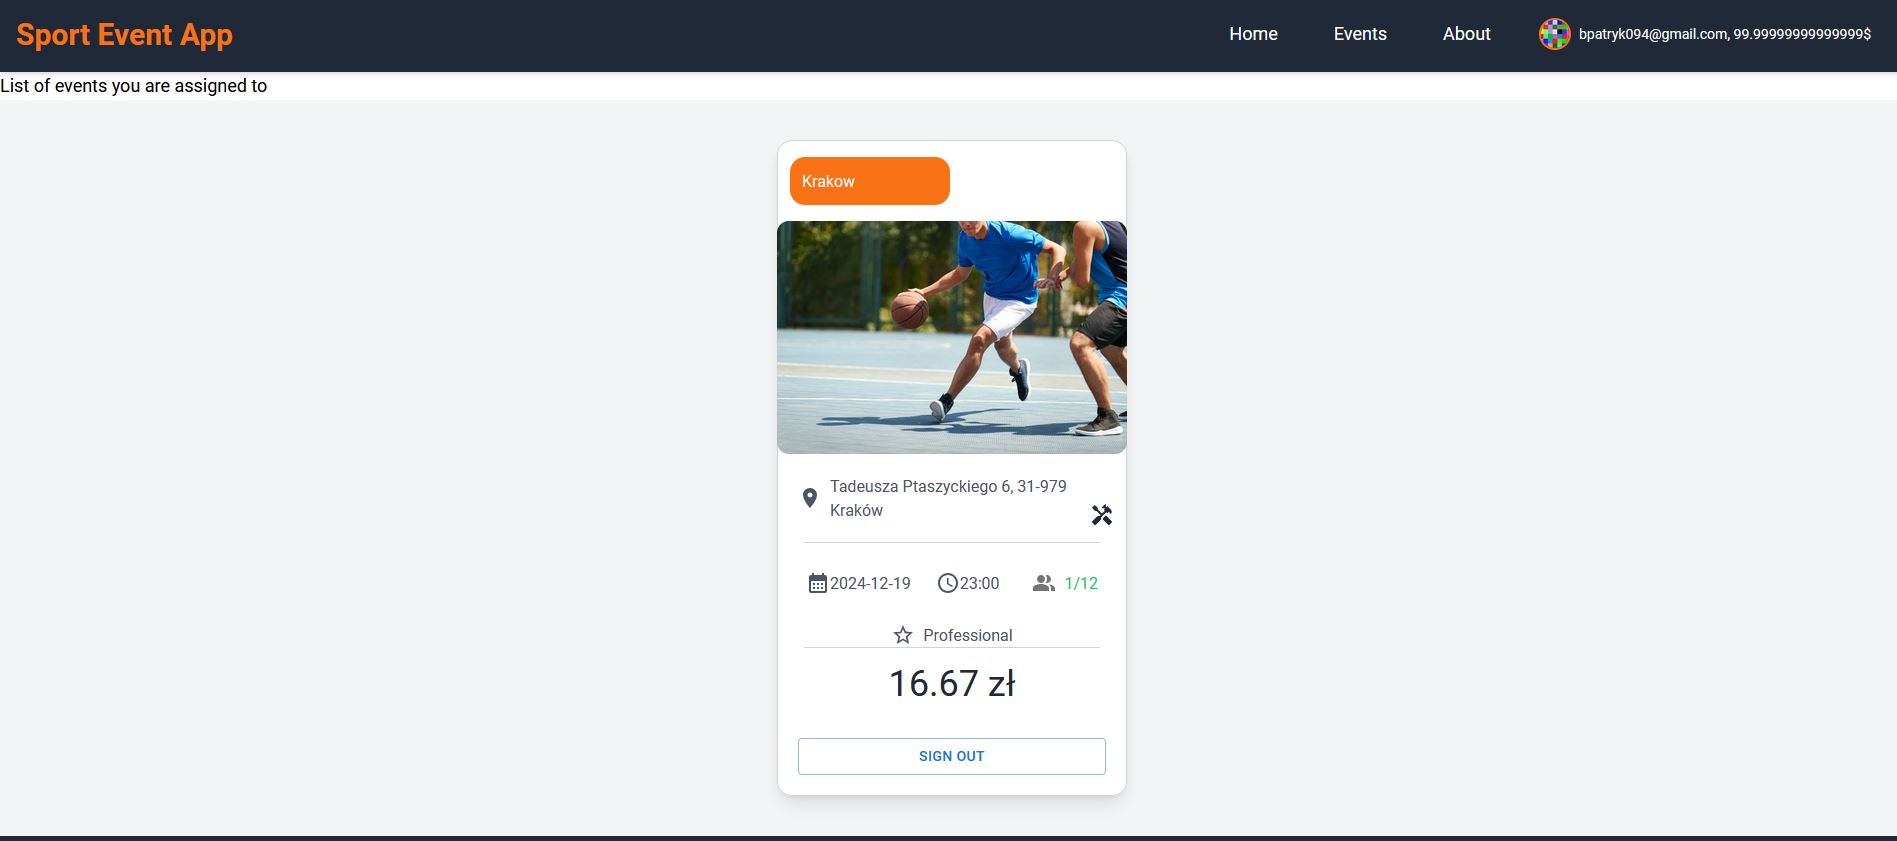 Sport Event App
Home
Events
About
bpatryk094@gmail.com, 99.99999999999999$
List of events you are assigned to
Krakow
Tadeusza Ptaszyckiego 6, 31-979
Kraków
2024-12-19
23:00
1/12
Professional
16.67 zł
SIGN OUT